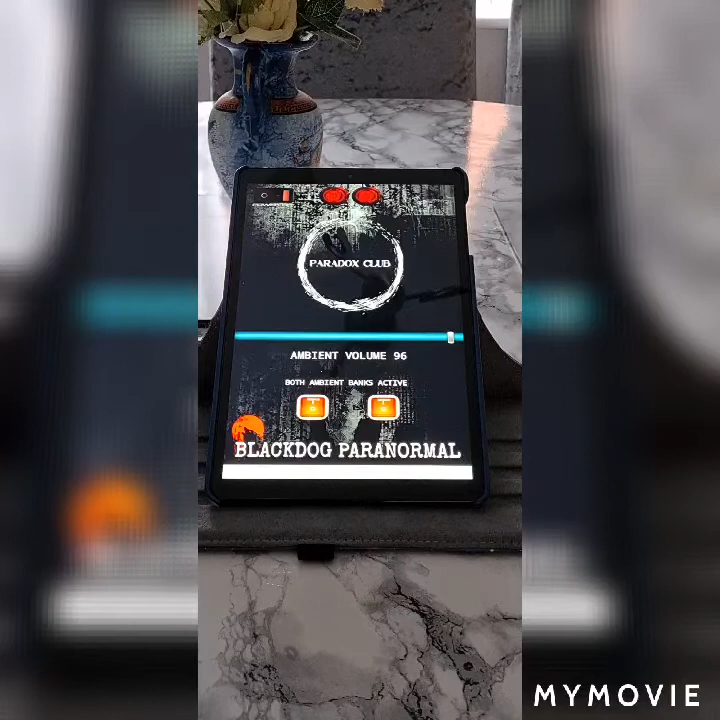 PARADOX CLUB
AMBIENT VOLUME 96
BOTH AMBIENT BANKS ACTIVE
BLACKDOG PARANORMAL
MYMOVIE